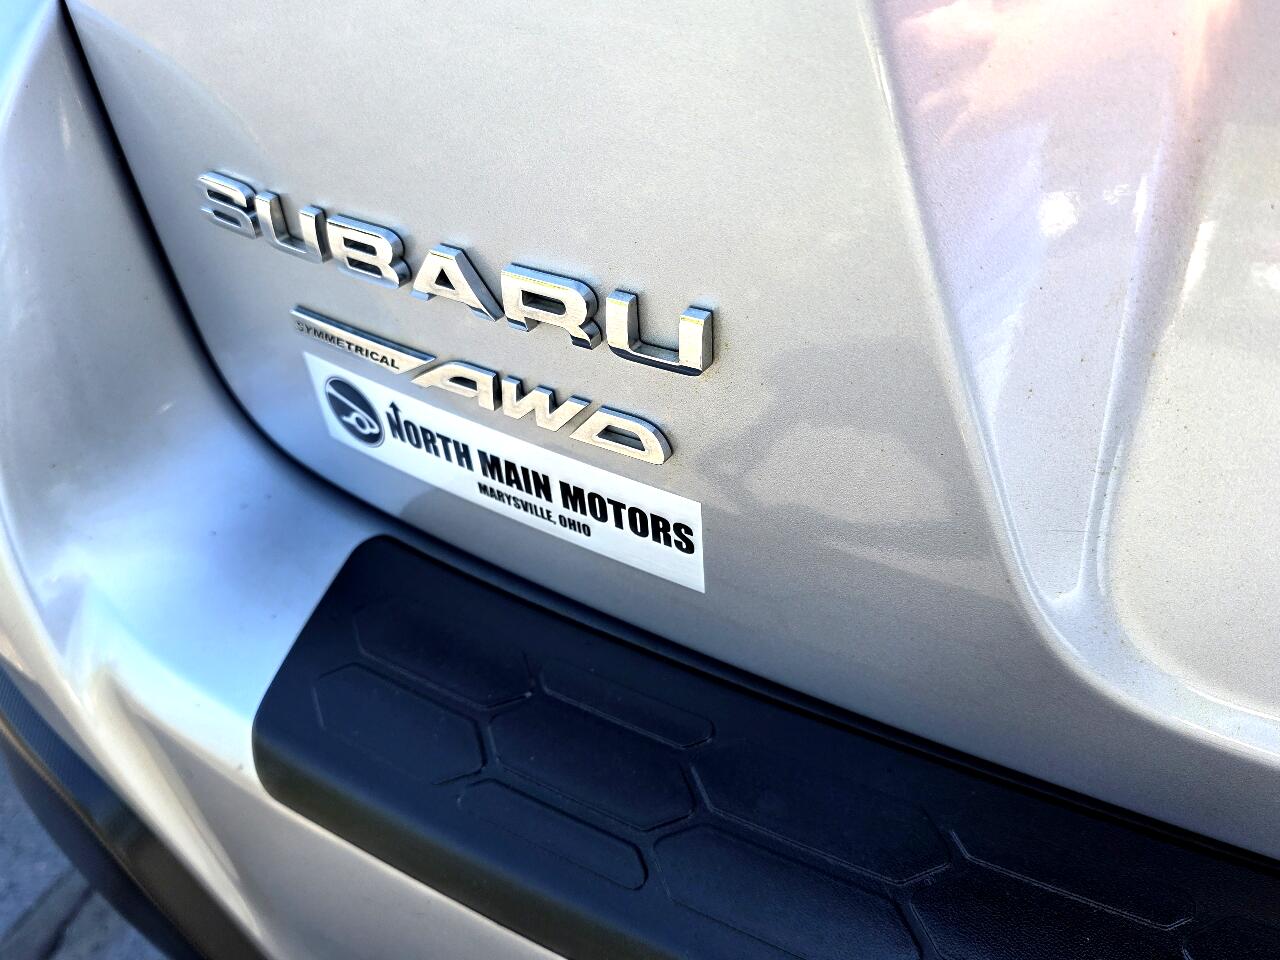 SUBARU
SYMMETRICAL AWD
NORTH MAIN MOTORS
MARYSVILLE, OHIO